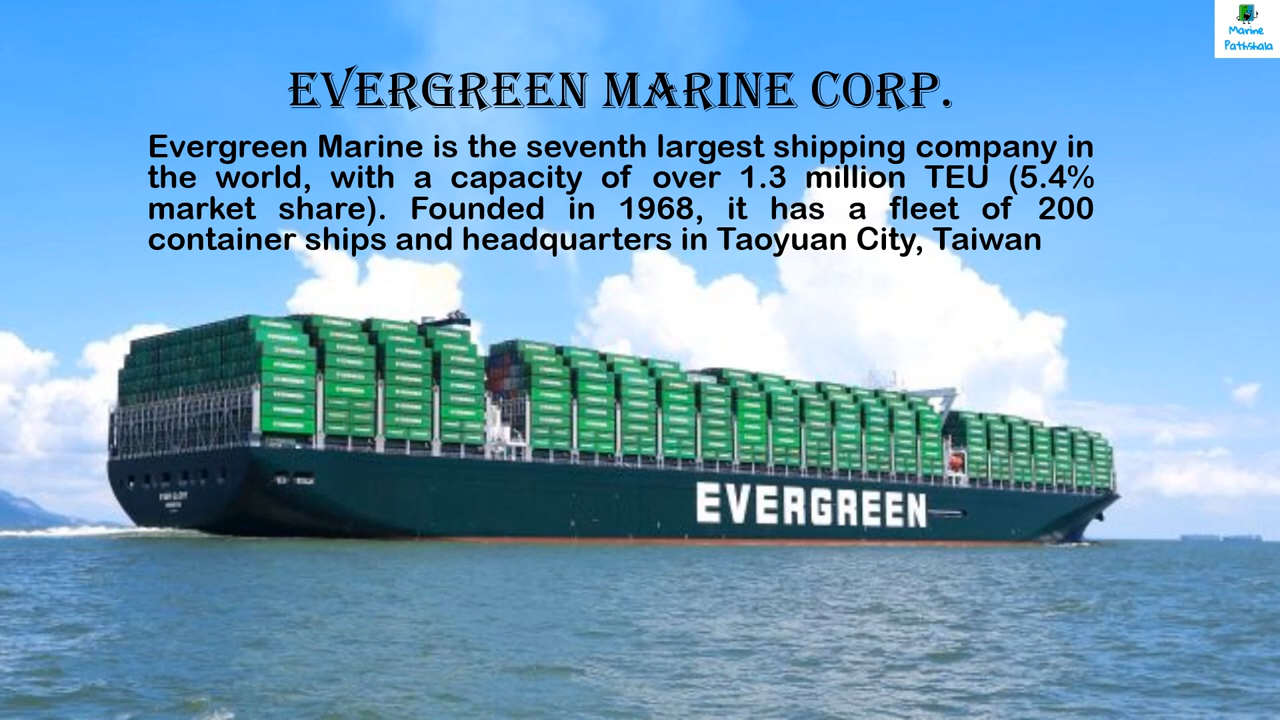 Marine
Pathshala
EVERGREEN MARINE CORP.
Evergreen Marine is the seventh largest shipping company in
the world, with a capacity of over 1.3 million TEU (5.4%
market share). Founded in 1968, it has a fleet of 200
container ships and headquarters in Taoyuan City, Taiwan
EVERGREEN